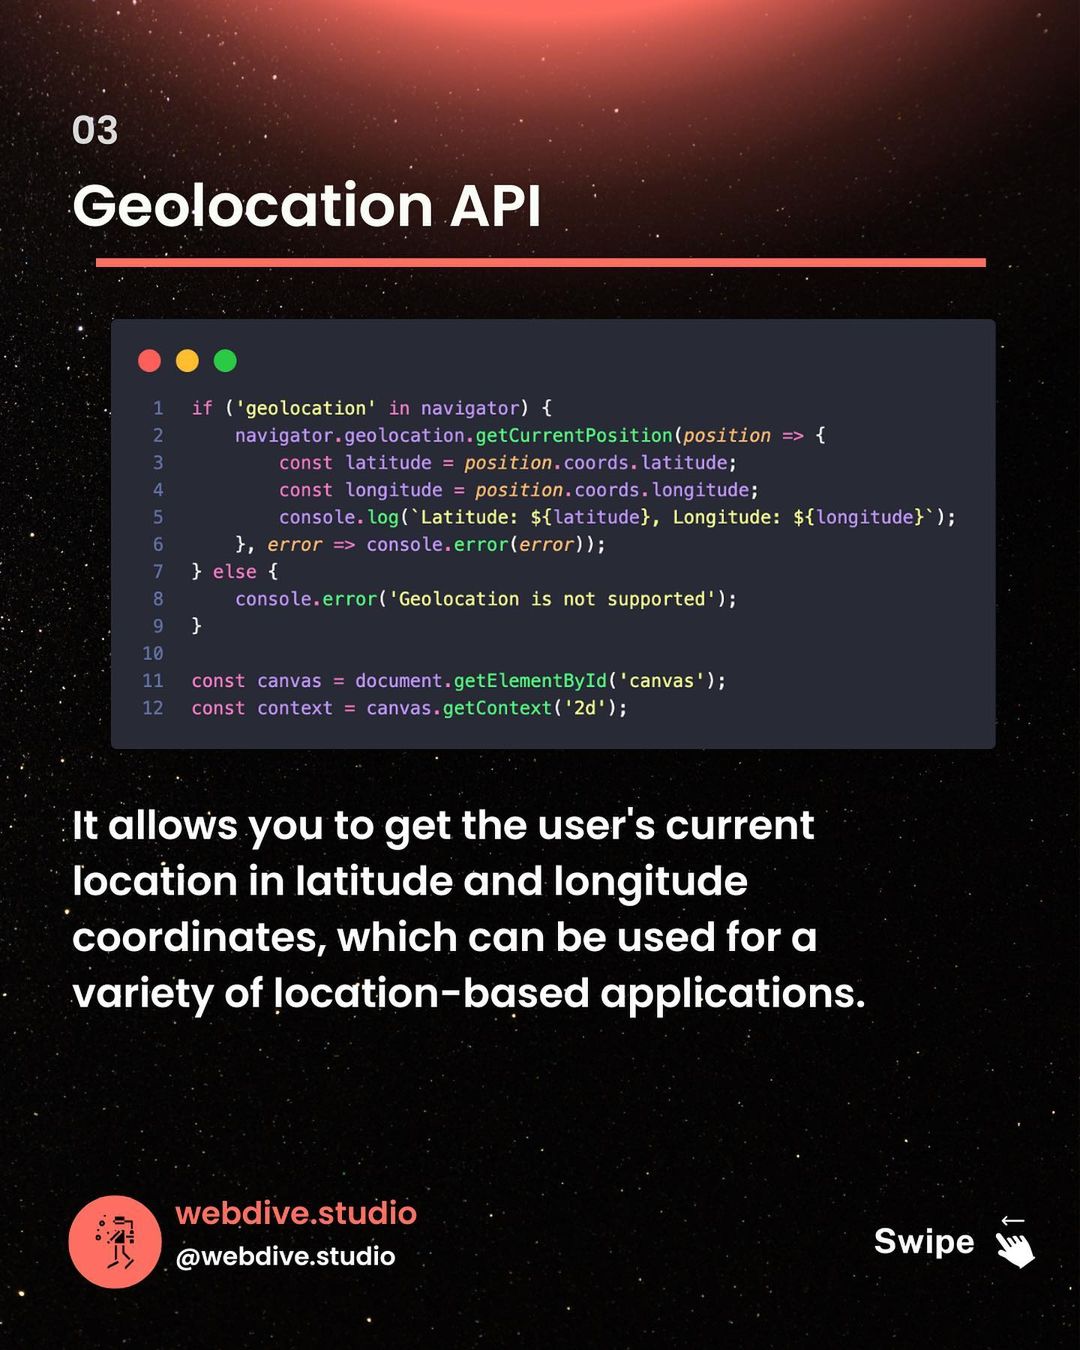 03
Geolocation API
1 if ('geolocation' in navigator) {
2     navigator.geolocation.getCurrentPosition(position => {
3         const latitude = position.coords.latitude;
4         const longitude = position.coords.longitude;
5         console.log(`Latitude: ${latitude}, Longitude: ${longitude}`);
6     }, error => console.error(error));
7 } else {
8     console.error('Geolocation is not supported');
9 }
10
11 const canvas = document.getElementById('canvas');
12 const context = canvas.getContext('2d');
It allows you to get the user's current
location in latitude and longitude
coordinates, which can be used for a
variety of location-based applications.
webdive.studio
@webdive.studio
Swipe